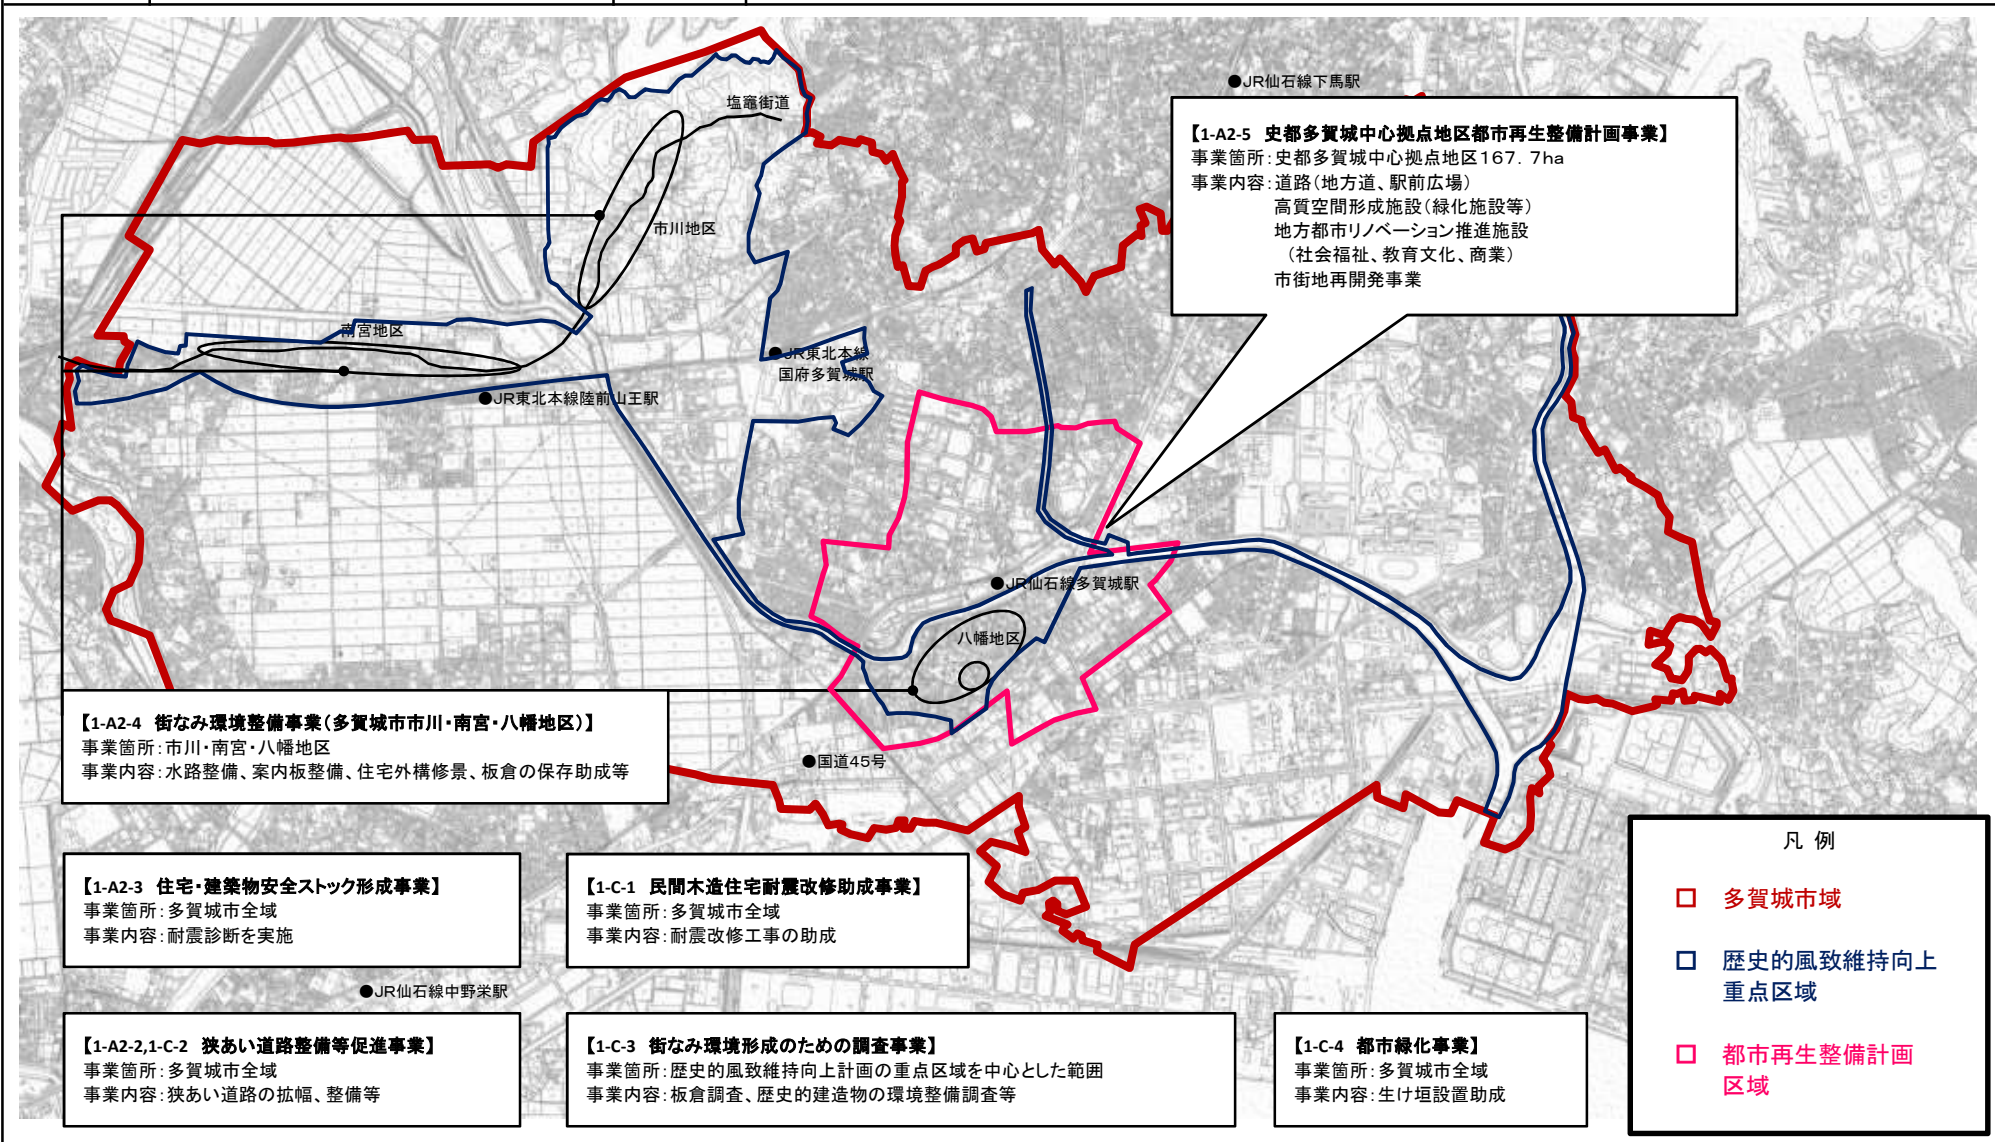 ●JR仙石線下馬駅
塩竈街道
【1-A2-5 史都多賀城中心拠点地区都市再生整備計画事業】
事業箇所:史都多賀城中心拠点地区167.7ha
事業内容:道路(地方道、駅前広場)
高質空間形成施設(緑化施設等)
地方都市リノベーション推進施設
(社会福祉、教育文化、商業)
市街地再開発事業
市川地区
南宮地区
●JR東北本線
国府多賀城駅
●JR東北本線陸前山王駅
●JR仙石線多賀城駅
八幡地区
【1-A2-4 街なみ環境整備事業(多賀城市市川・南宮・八幡地区)】
事業箇所:市川・南宮・八幡地区
事業内容:水路整備、案内板整備、住宅外構修景、板倉の保存助成等
●国道45号
【1-A2-3 住宅・建築物安全ストック形成事業】
事業箇所:多賀城市全域
事業内容:耐震診断を実施
【1-C-1 民間木造住宅耐震改修助成事業】
事業箇所:多賀城市全域
事業内容:耐震改修工事の助成
●JR仙石線中野栄駅
【1-A2-2,1-C-2 狭あい道路整備等促進事業】
事業箇所:多賀城市全域
事業内容:狭あい道路の拡幅、整備等
【1-C-3 街なみ環境形成のための調査事業】
事業箇所:歴史的風致維持向上計画の重点区域を中心とした範囲
事業内容:板倉調査、歴史的建造物の環境整備調査等
【1-C-4 都市緑化事業】
事業箇所:多賀城市全域
事業内容:生け垣設置助成
凡例
多賀城市域
歴史的風致維持向上
重点区域
都市再生整備計画
区域